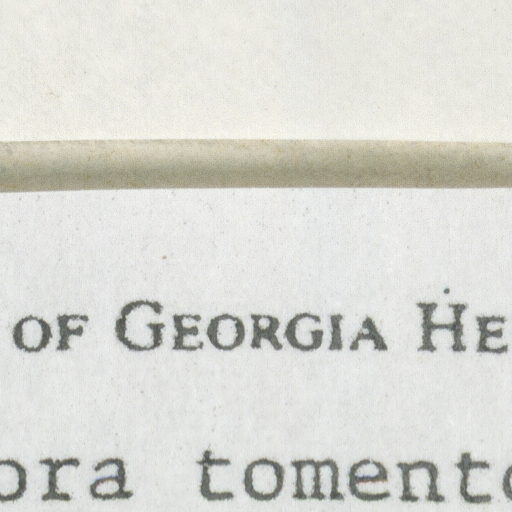 OF GEORGIA HE
ora tomento